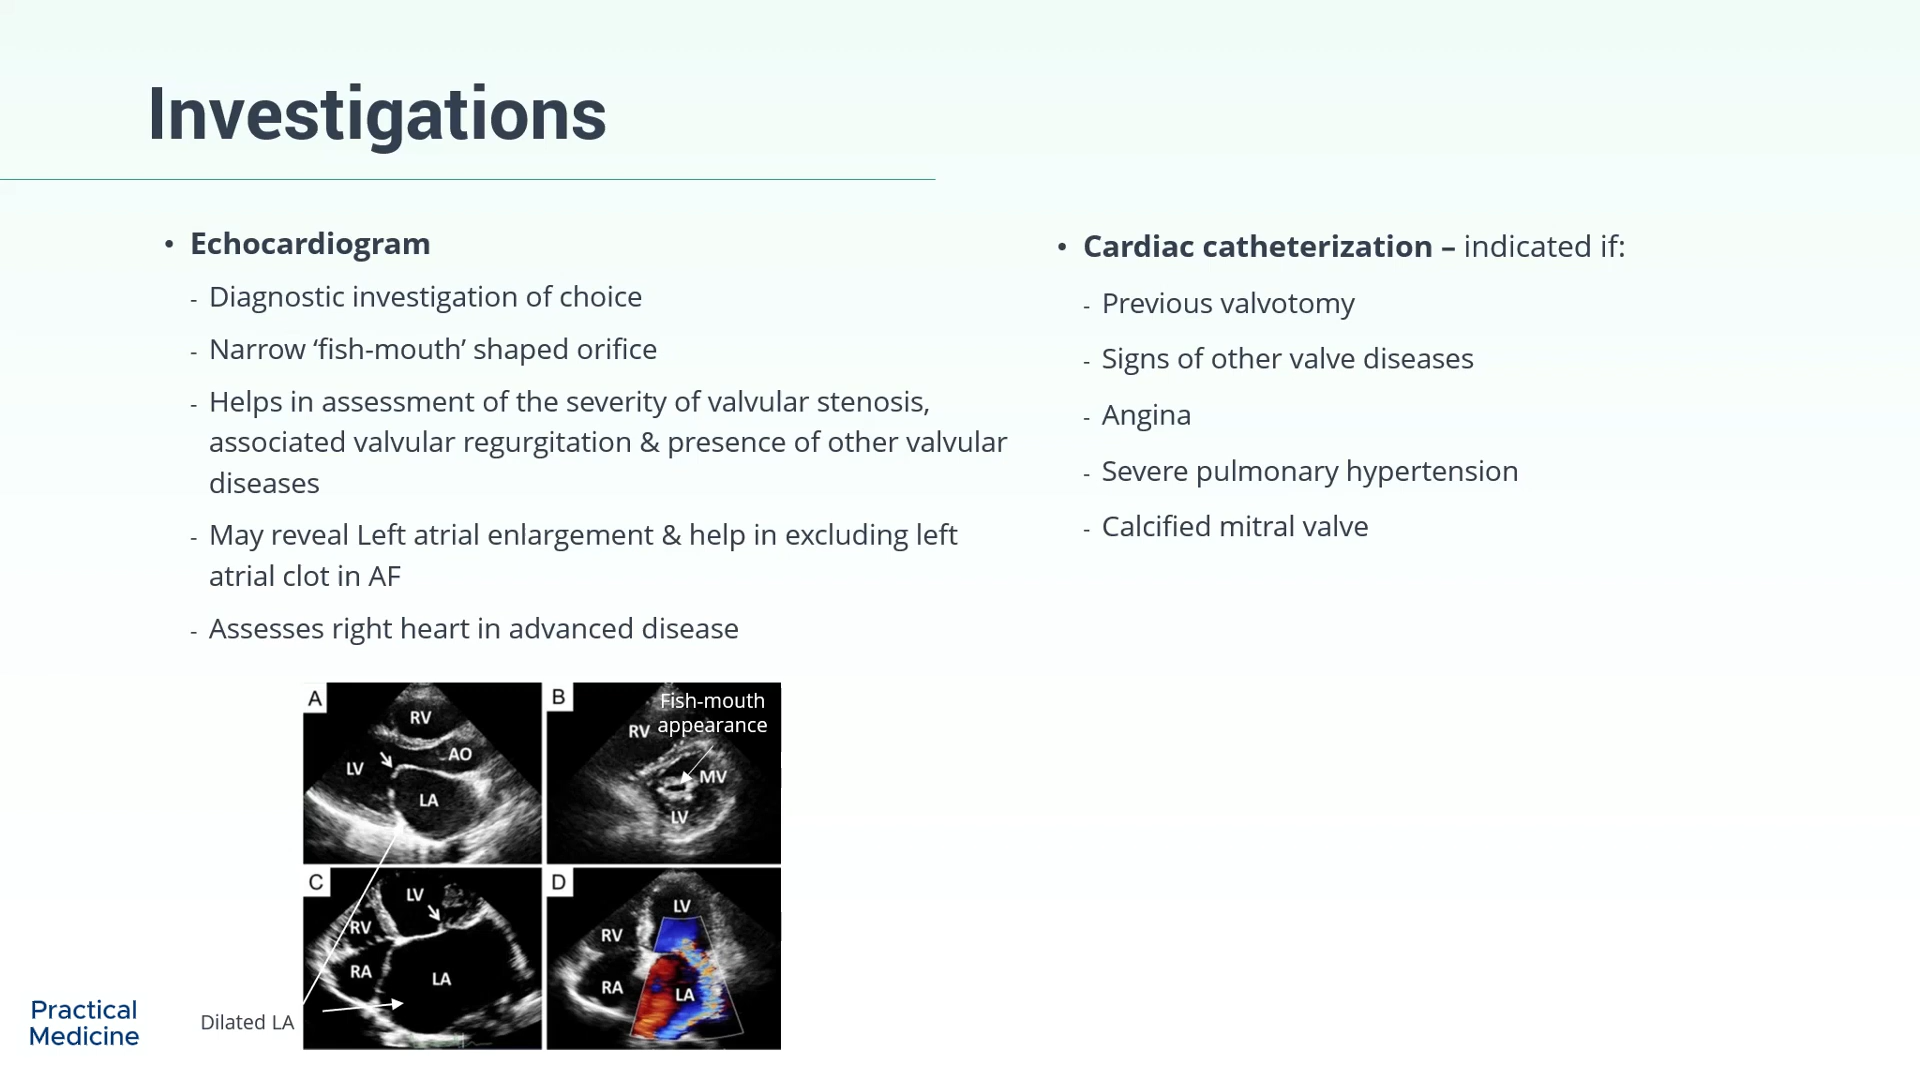 Investigations
• Echocardiogram
- Diagnostic investigation of choice
- Narrow ‘fish-mouth’ shaped orifice
- Helps in assessment of the severity of valvular stenosis,
associated valvular regurgitation & presence of other valvular
diseases
- May reveal Left atrial enlargement & help in excluding left
atrial clot in AF
- Assesses right heart in advanced disease
• Cardiac catheterization – indicated if:
- Previous valvotomy
- Signs of other valve diseases
- Angina
- Severe pulmonary hypertension
- Calcified mitral valve
A
RV
AO
LV
LA
B
Fish-mouth
appearance
RV
MV
LV
C
LV
RV
RA
LA
D
LV
RV
RA
LA
Dilated LA
Practical
Medicine